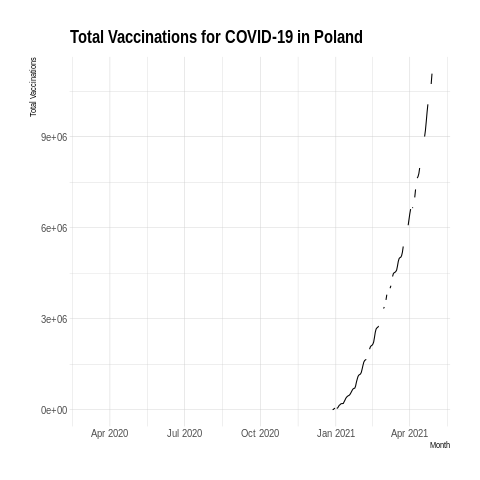 Total Vaccinations for COVID-19 in Poland
Total Vaccinations
9e+06
6e+06
3e+06
0e+00
Apr 2020 Jul 2020 Oct 2020 Jan 2021 Apr 2021
Month